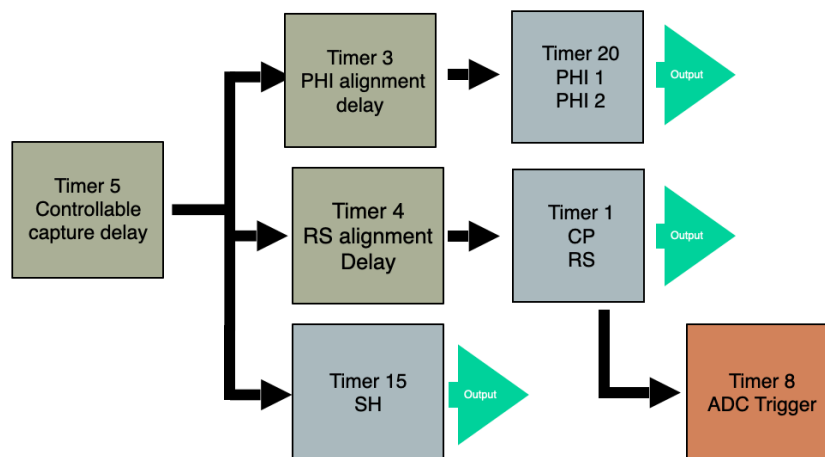 Timer 5
Controllable
capture delay
Timer 3
PHI alignment
delay
Timer 20
PHI 1
PHI 2
Output
Timer 4
RS alignment
Delay
Timer 1
CP
RS
Output
Timer 15
SH
Output
Timer 8
ADC Trigger